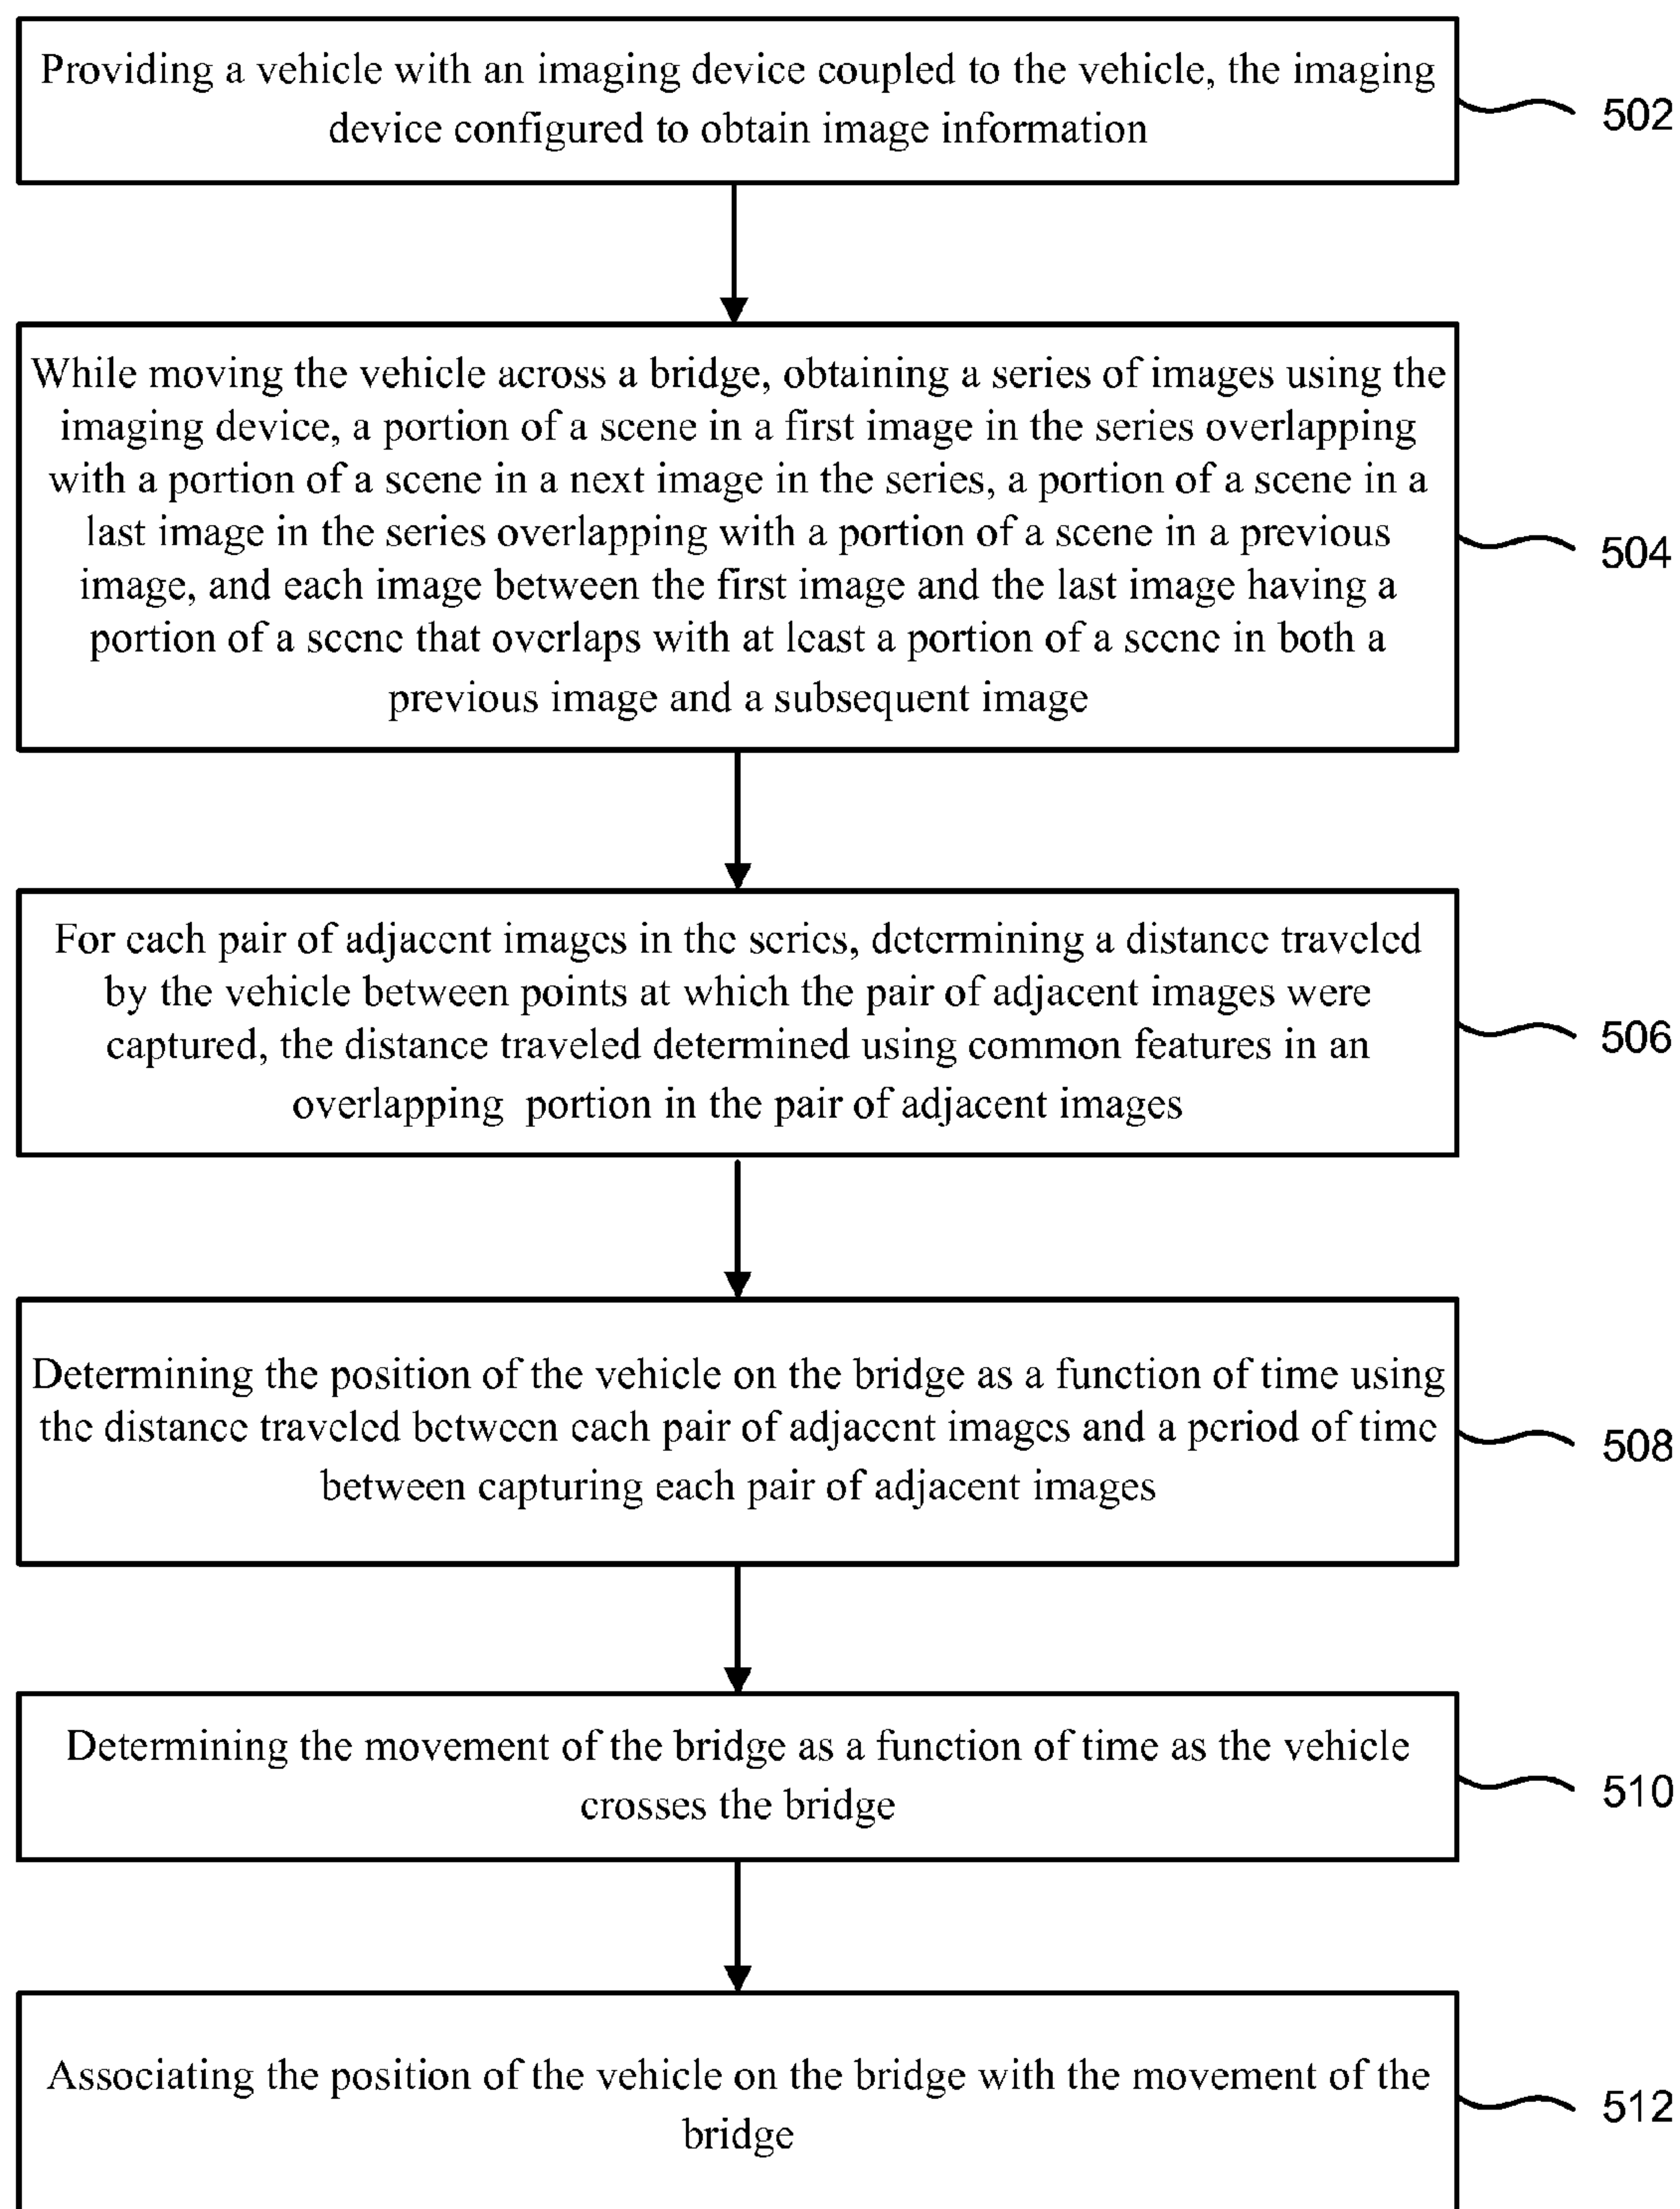 Providing a vehicle with an imaging device coupled to the vehicle, the imaging
device configured to obtain image information
502
While moving the vehicle across a bridge, obtaining a series of images using the
imaging device, a portion of a scene in a first image in the series overlapping
with a portion of a scene in a next image in the series, a portion of a scene in a
last image in the series overlapping with a portion of a scene in a previous
image, and each image between the first image and the last image having a
portion of a scene that overlaps with at least a portion of a scene in both a
previous image and a subsequent image
504
For each pair of adjacent images in the series, determining a distance traveled
by the vehicle between points at which the pair of adjacent images were
captured, the distance traveled determined using common features in an
overlapping portion in the pair of adjacent images
506
Determining the position of the vehicle on the bridge as a function of time using
the distance traveled between each pair of adjacent images and a period of time
between capturing each pair of adjacent images
508
Determining the movement of the bridge as a function of time as the vehicle
crosses the bridge
510
Associating the position of the vehicle on the bridge with the movement of the
bridge
512